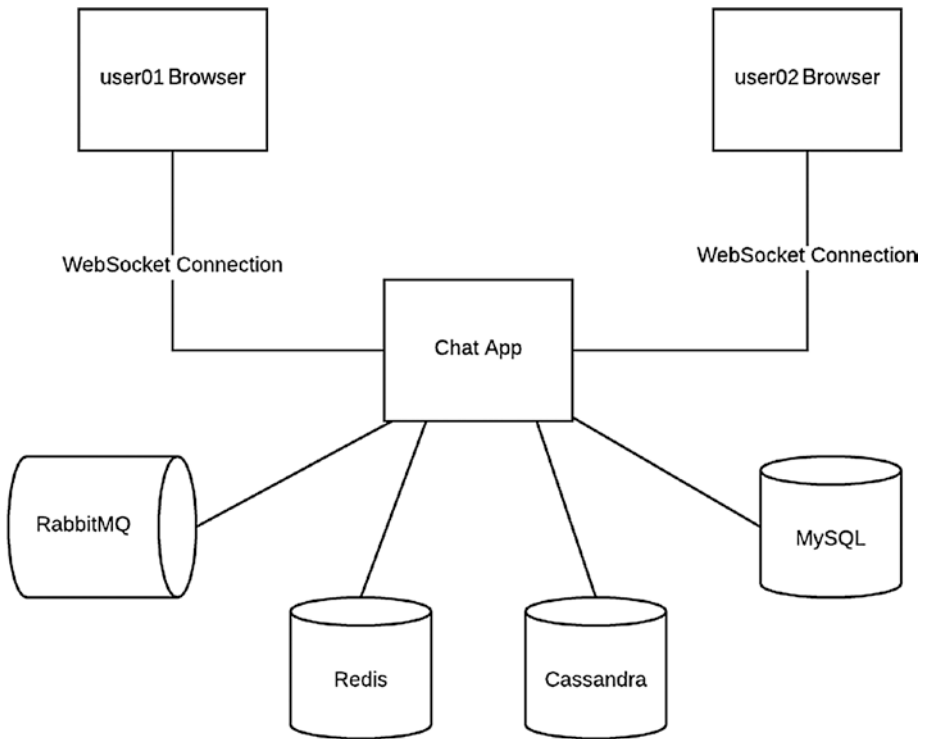 user01 Browser
user02 Browser
WebSocket Connection
WebSocket Connection
Chat App
RabbitMQ
MySQL
Redis
Cassandra